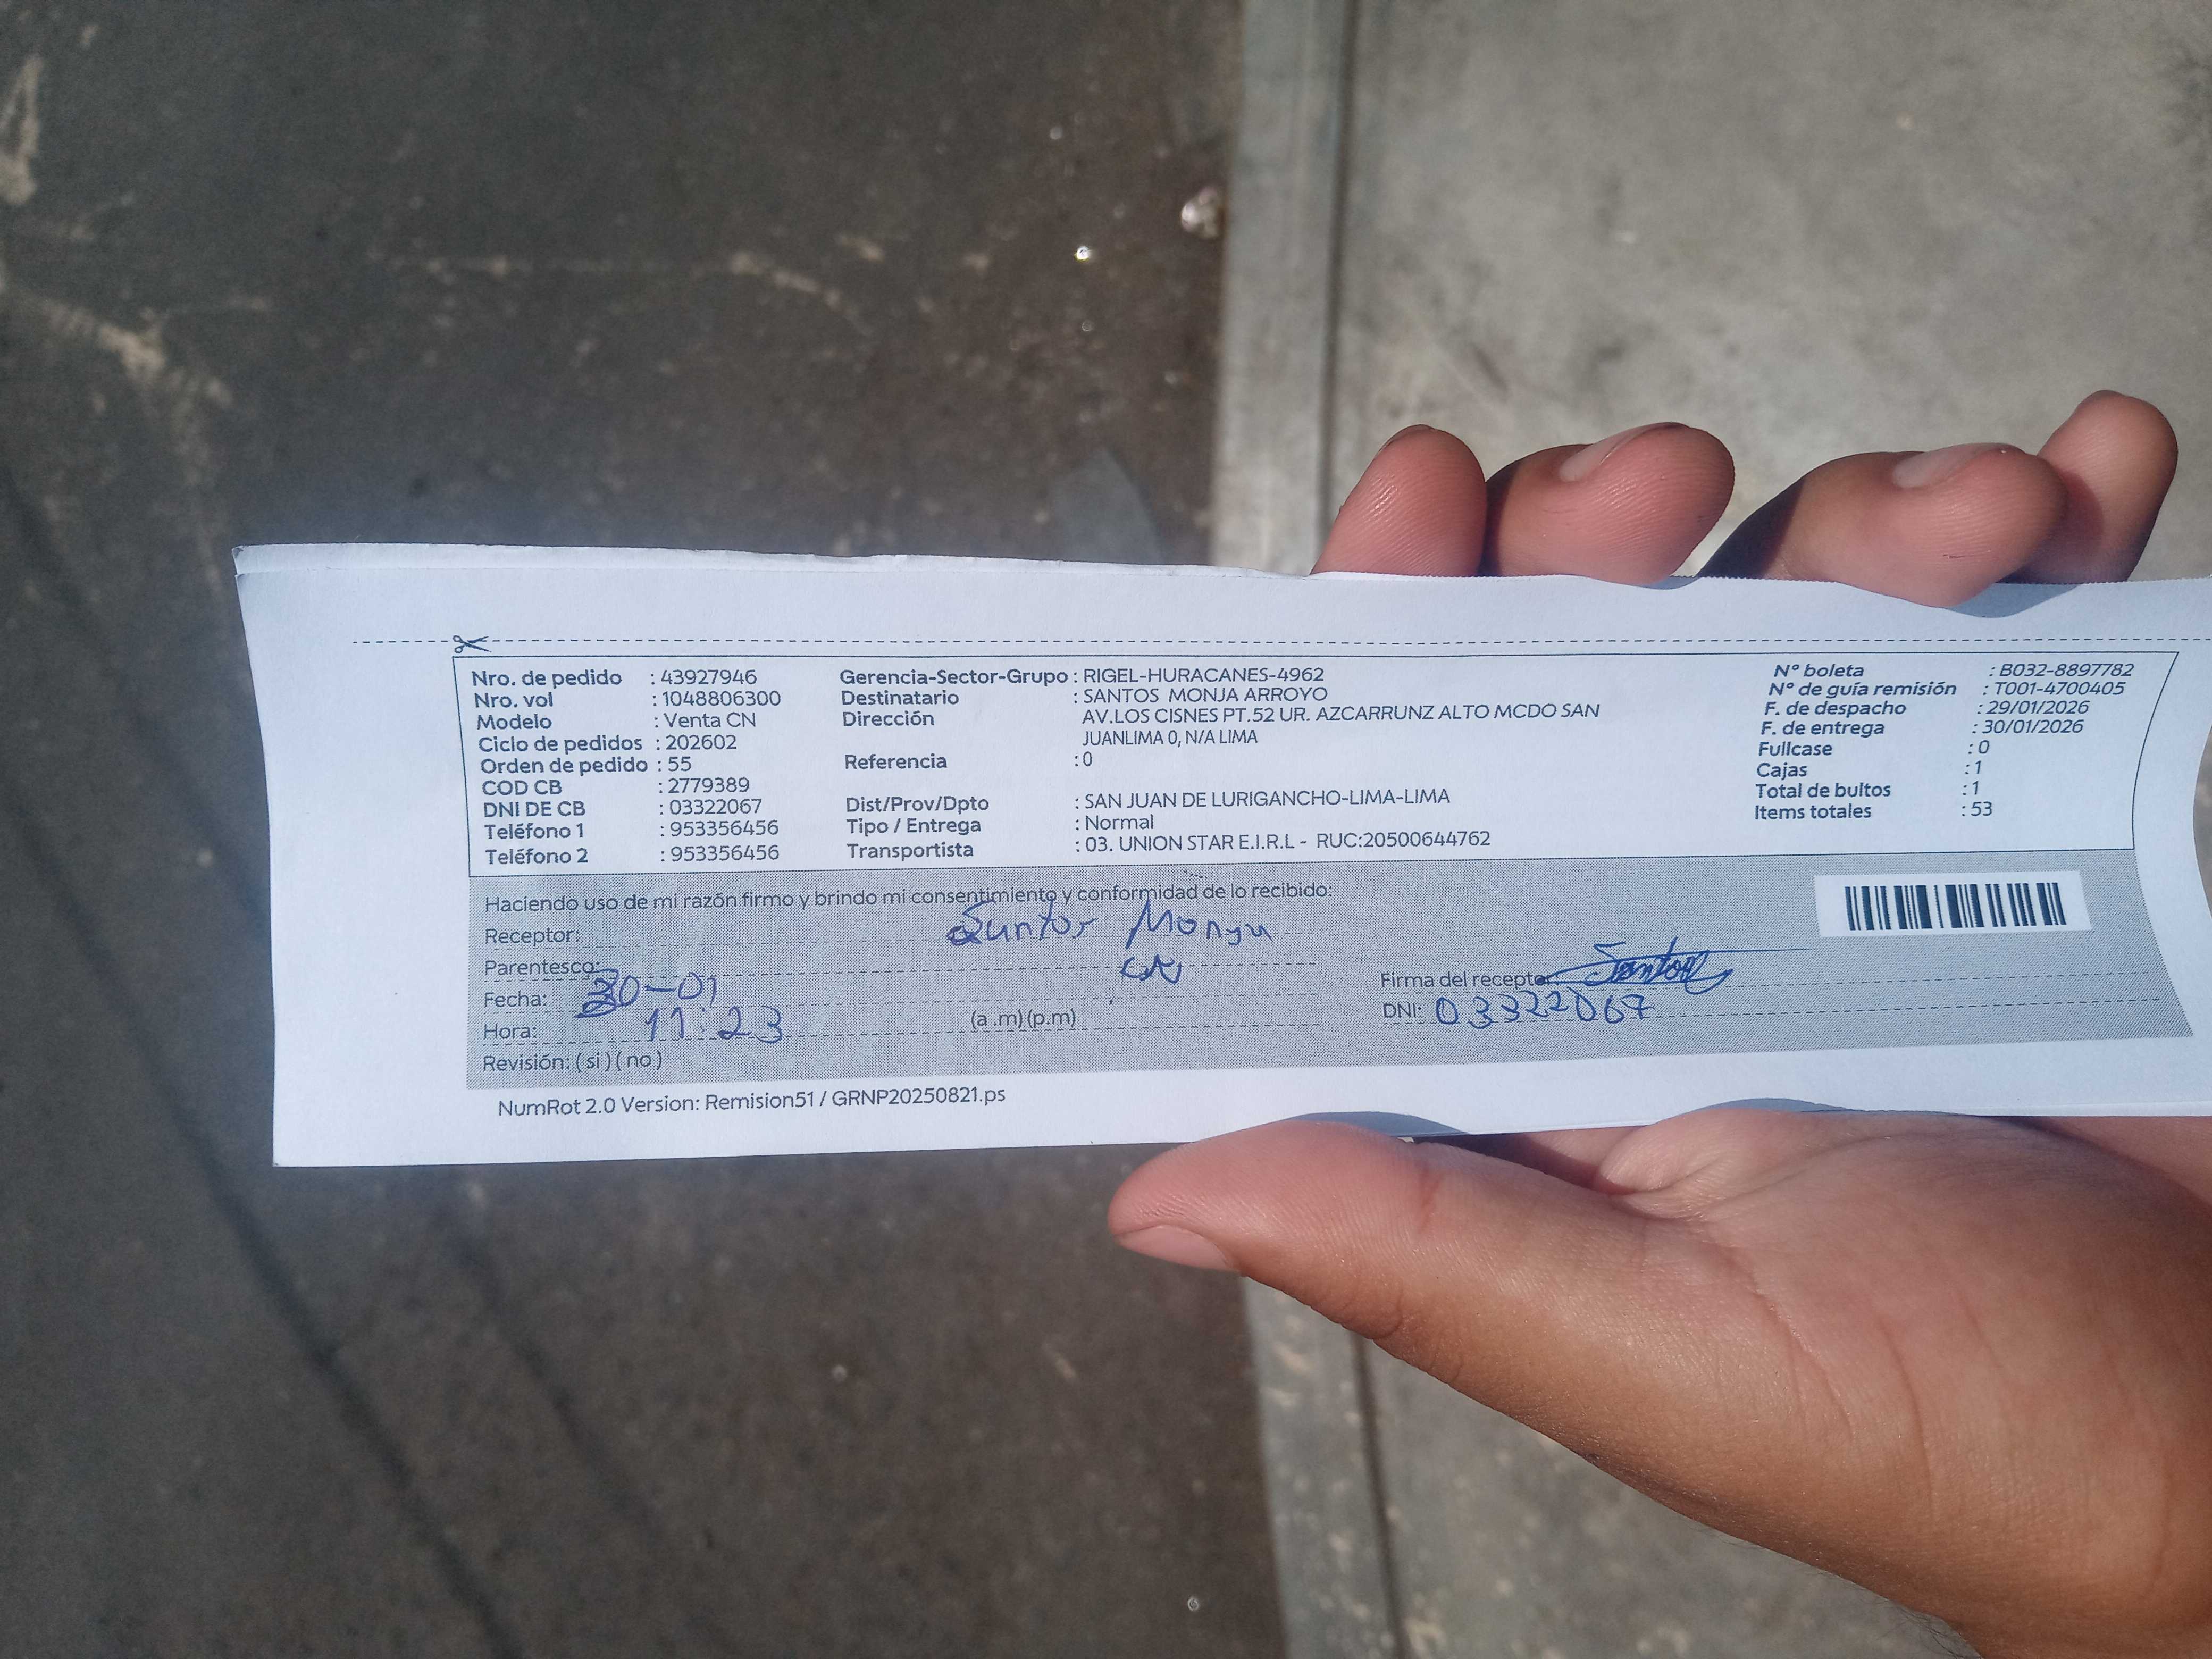 Nro. de pedido : 43927946
Nro. vol : 1048806300
Modelo : Venta CN
Ciclo de pedidos : 202602
Orden de pedido : 55
COD CB : 2779389
DNI DE CB : 03322067
Teléfono 1 : 953356456
Teléfono 2 : 953356456
Gerencia-Sector-Grupo : RIGEL-HURACANES-4962
Destinatario : SANTOS MONJA ARROYO
Dirección AV.LOS CISNES PT.52 UR. AZCARRUNZ ALTO MCDO SAN
JUANLIMA 0, N/A LIMA
Referencia : 0
Dist/Prov/Dpto : SAN JUAN DE LURIGANCHO-LIMA-LIMA
Tipo / Entrega : Normal
Transportista : 03. UNION STAR E.I.R.L - RUC:20500644762
N° boleta : B032-8897782
N° de guía remisión : T001-4700405
F. de despacho : 29/01/2026
F. de entrega : 30/01/2026
Fullcase : 0
Cajas : 1
Total de bultos : 1
Items totales : 53
Haciendo uso de mi razón firmo y brindo mi consentimiento y conformidad de lo recibido:
Receptor: Santos Monja
Parentesco: CN
Fecha: 30-01
Hora: 11:23 (a .m) (p.m)
Revisión: ( si ) ( no )
Firma del receptor: Santos
DNI: 03322067
NumRot 2.0 Version: Remision51 / GRNP20250821.ps